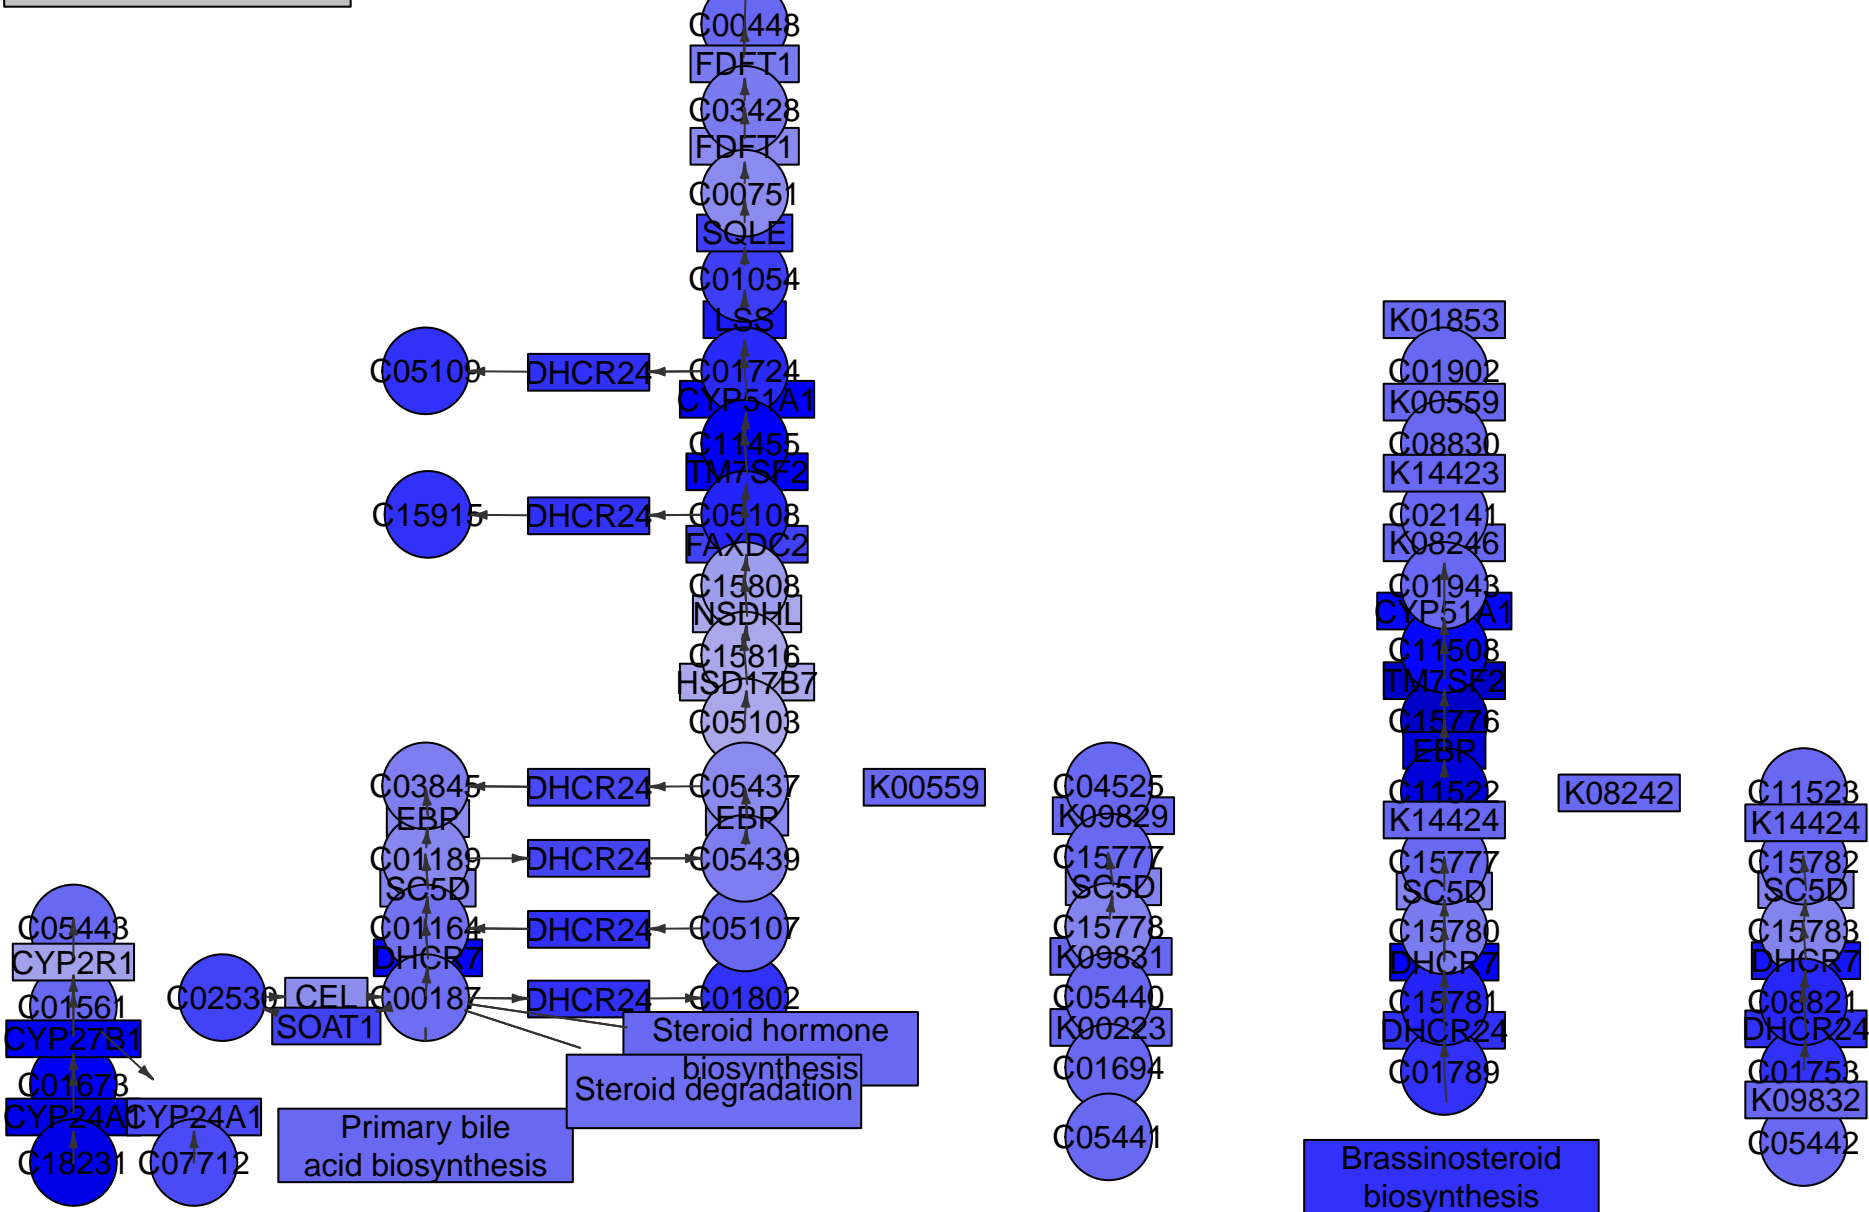 C00448
FDFT1
C03428
FDFT1
C00751
SQLE
C01054
LSS
C05109
DHCR24
C01724
CYP51A1
C11455
TM7SF2
C15915
DHCR24
C05108
FAXDC2
C15808
NSDHL
C15816
HSD17B7
C05103
C03845
DHCR24
C05437
EBP
EBP
C01189
DHCR24
C05439
SC5D
C01164
DHCR24
C05107
DHCR7
C02530
CEL
SOAT1
C00187
DHCR24
C01802
C05443
CYP2R1
C01561
CYP27B1
C01673
CYP24A1
CYP24A1
C18231
C07712
Steroid hormone
biosynthesis
Steroid degradation
Primary bile
acid biosynthesis
K00559
C04525
K09829
C15777
SC5D
C15778
K09831
C05440
K00223
C01694
C05441
K01853
C01902
K00559
C08830
K14423
C02141
K08246
C01943
CYP51A1
C11508
TM7SF2
C15776
EBP
C11522
K14424
C15777
SC5D
C15780
DHCR7
C15781
DHCR24
C01789
Brassinosteroid
biosynthesis
K08242
C11523
K14424
C15782
SC5D
C15783
DHCR7
C08821
DHCR24
C01753
K09832
C05442